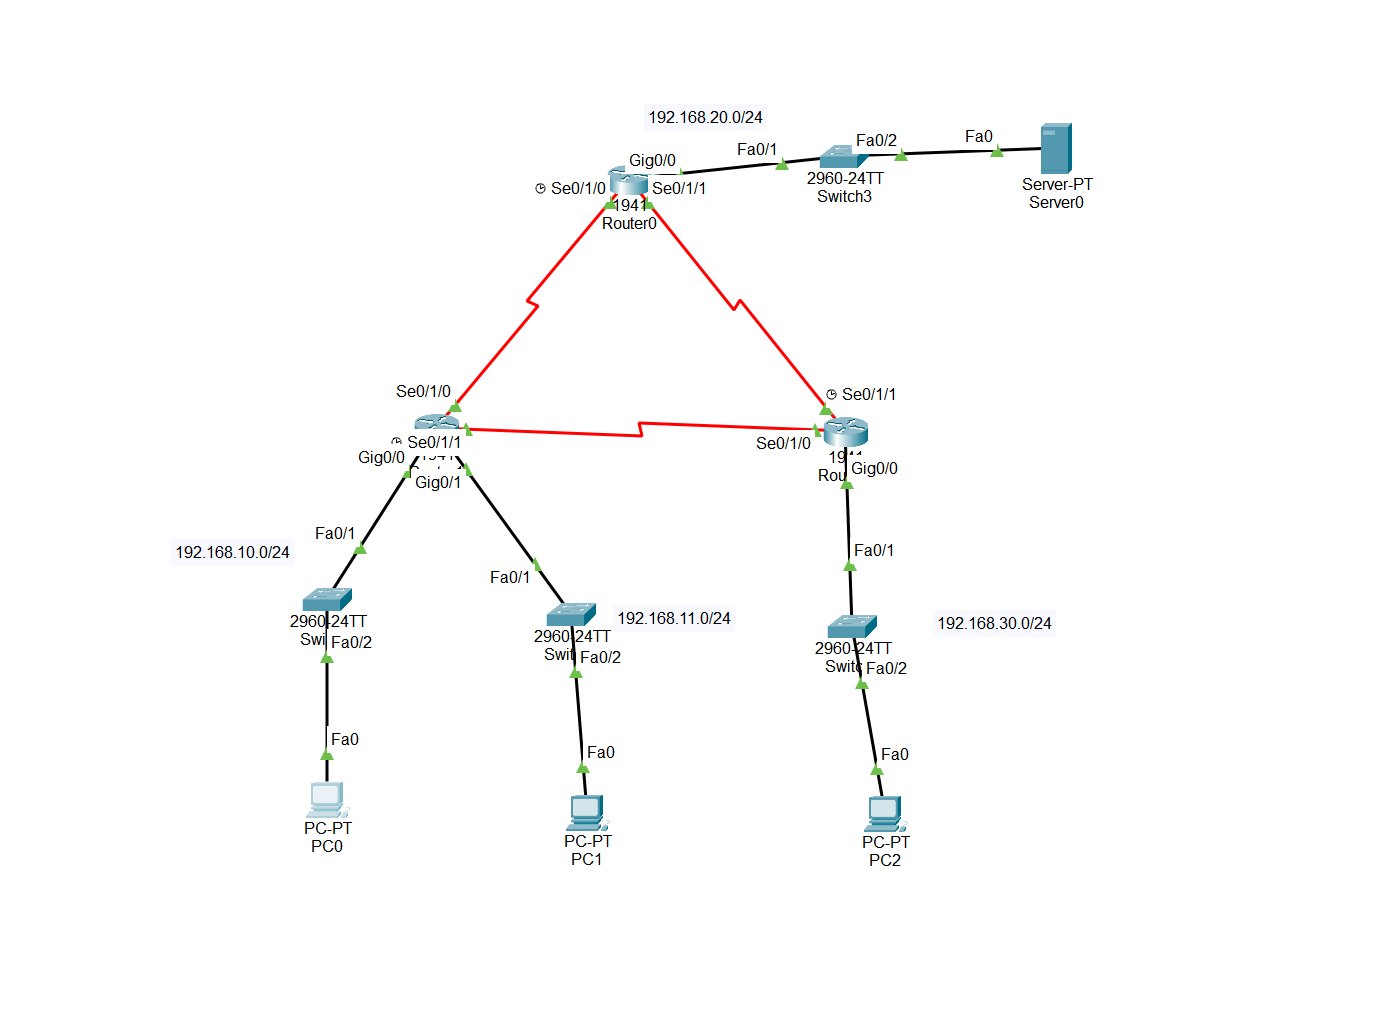 192.168.20.0/24
Fa0/2
Fa0
Fa0/1
Gig0/0
Se0/1/0
Se0/1/1
2960-24TT
Switch3
Server-PT
Server0
1941
Router0
Se0/1/0
Se0/1/1
Se0/1/1
Se0/1/0
Gig0/0
Gig0/1
Gig0/0
Fa0/1
192.168.10.0/24
Fa0/1
Fa0/1
2960-24TT
Fa0/2
192.168.11.0/24
2960-24TT
Fa0/2
192.168.30.0/24
2960-24TT
Fa0/2
Fa0
Fa0
Fa0
PC-PT
PC0
PC-PT
PC1
PC-PT
PC2